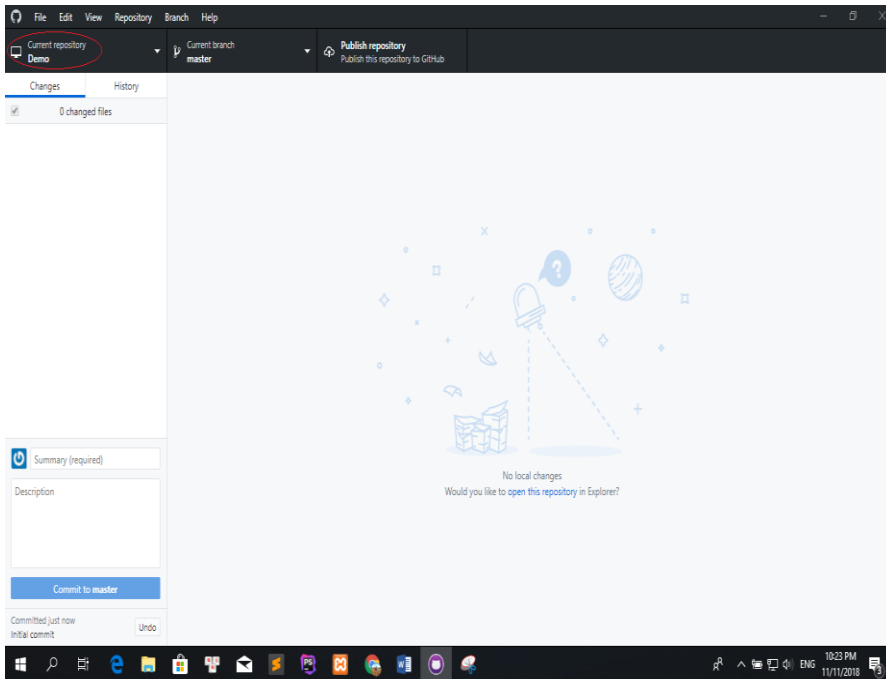 File Edit View Repository Branch Help
Current repository
Demo
Current branch
master
Publish repository
Publish this repository to GitHub
Changes History
0 changed files
No local changes
Would you like to open this repository in Explorer?
Summary (required)
Description
Commit to master
Committed just now
Initial commit
Undo
PS
ENG
10:23 PM
11/11/2018
3